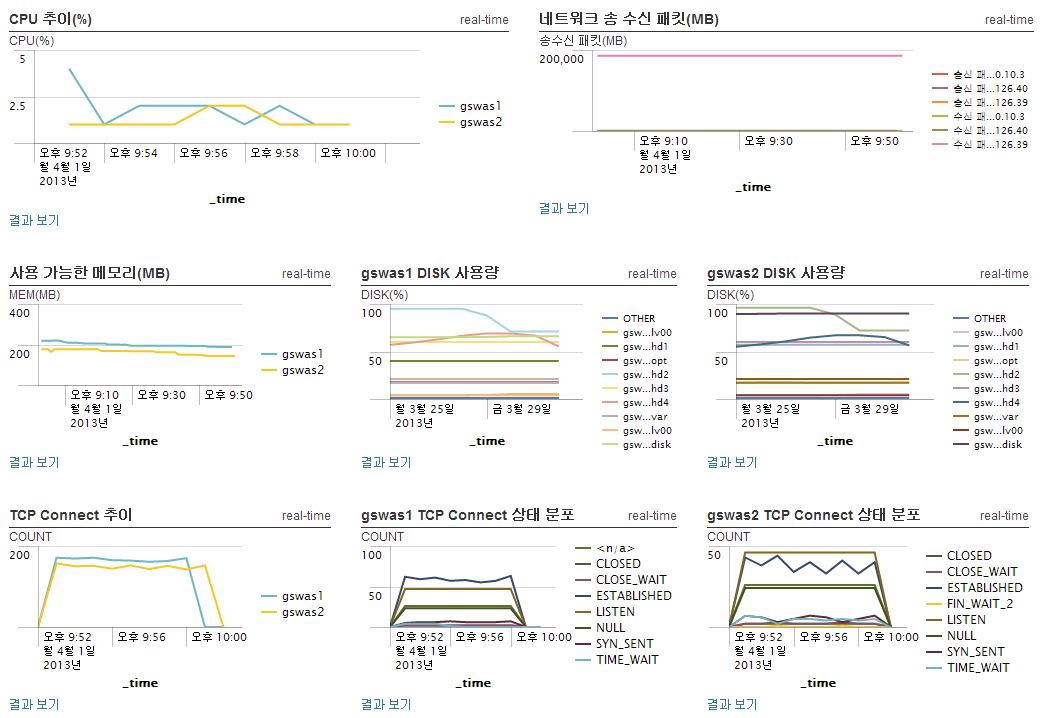 CPU 추이(%)
real-time
CPU(%)
5
2.5
오후 9:52
월 4월 1일
2013년
오후 9:54
오후 9:56
오후 9:58
오후 10:00
_time
gswas1
gswas2
결과 보기
네트워크 송 수신 패킷(MB)
real-time
송수신 패킷(MB)
200,000
오후 9:10
월 4월 1일
2013년
오후 9:30
오후 9:50
_time
송신 패...0.10.3
송신 패...126.40
송신 패...126.39
수신 패...0.10.3
수신 패...126.40
수신 패...126.39
결과 보기
사용 가능한 메모리(MB)
real-time
MEM(MB)
400
200
오후 9:10
월 4월 1일
2013년
오후 9:30
오후 9:50
_time
gswas1
gswas2
결과 보기
gswas1 DISK 사용량
real-time
DISK(%)
100
50
월 3월 25일
2013년
금 3월 29일
_time
OTHER
gsw...lv00
gsw...hd1
gsw...opt
gsw...hd2
gsw...hd3
gsw...hd4
gsw...var
gsw...lv00
gsw...disk
결과 보기
gswas2 DISK 사용량
real-time
DISK(%)
100
50
월 3월 25일
2013년
금 3월 29일
_time
OTHER
gsw...lv00
gsw...hd1
gsw...opt
gsw...hd2
gsw...hd3
gsw...hd4
gsw...var
gsw...lv00
gsw...disk
결과 보기
TCP Connect 추이
real-time
COUNT
200
오후 9:52
월 4월 1일
2013년
오후 9:56
오후 10:00
_time
gswas1
gswas2
결과 보기
gswas1 TCP Connect 상태 분포
real-time
COUNT
100
50
오후 9:52
월 4월 1일
2013년
오후 9:56
오후 10:00
_time
<n/a>
CLOSED
CLOSE_WAIT
ESTABLISHED
LISTEN
NULL
SYN_SENT
TIME_WAIT
결과 보기
gswas2 TCP Connect 상태 분포
real-time
COUNT
50
오후 9:52
월 4월 1일
2013년
오후 9:56
오후 10:00
_time
CLOSED
CLOSE_WAIT
ESTABLISHED
FIN_WAIT_2
LISTEN
NULL
SYN_SENT
TIME_WAIT
결과 보기